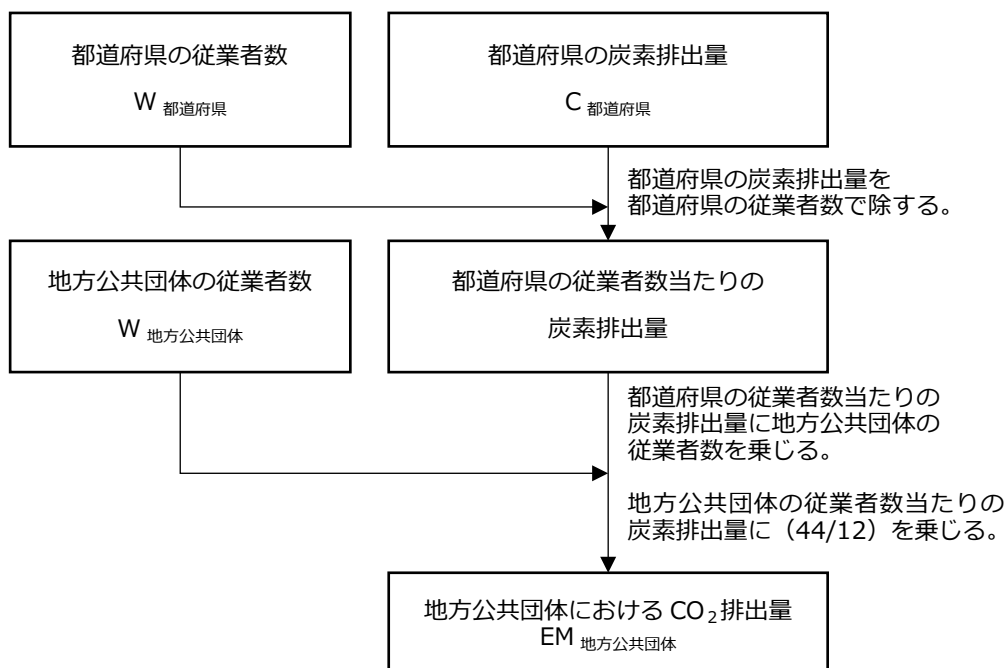 都道府県の従業者数
W 都道府県
都道府県の炭素排出量
C 都道府県
都道府県の炭素排出量を
都道府県の従業者数で除する。
地方公共団体の従業者数
W 地方公共団体
都道府県の従業者数当たりの
炭素排出量
都道府県の従業者数当たりの
炭素排出量に地方公共団体の
従業者数を乗じる。
地方公共団体の従業者数当たりの
炭素排出量に（44/12）を乗じる。
地方公共団体における CO₂排出量
EM 地方公共団体